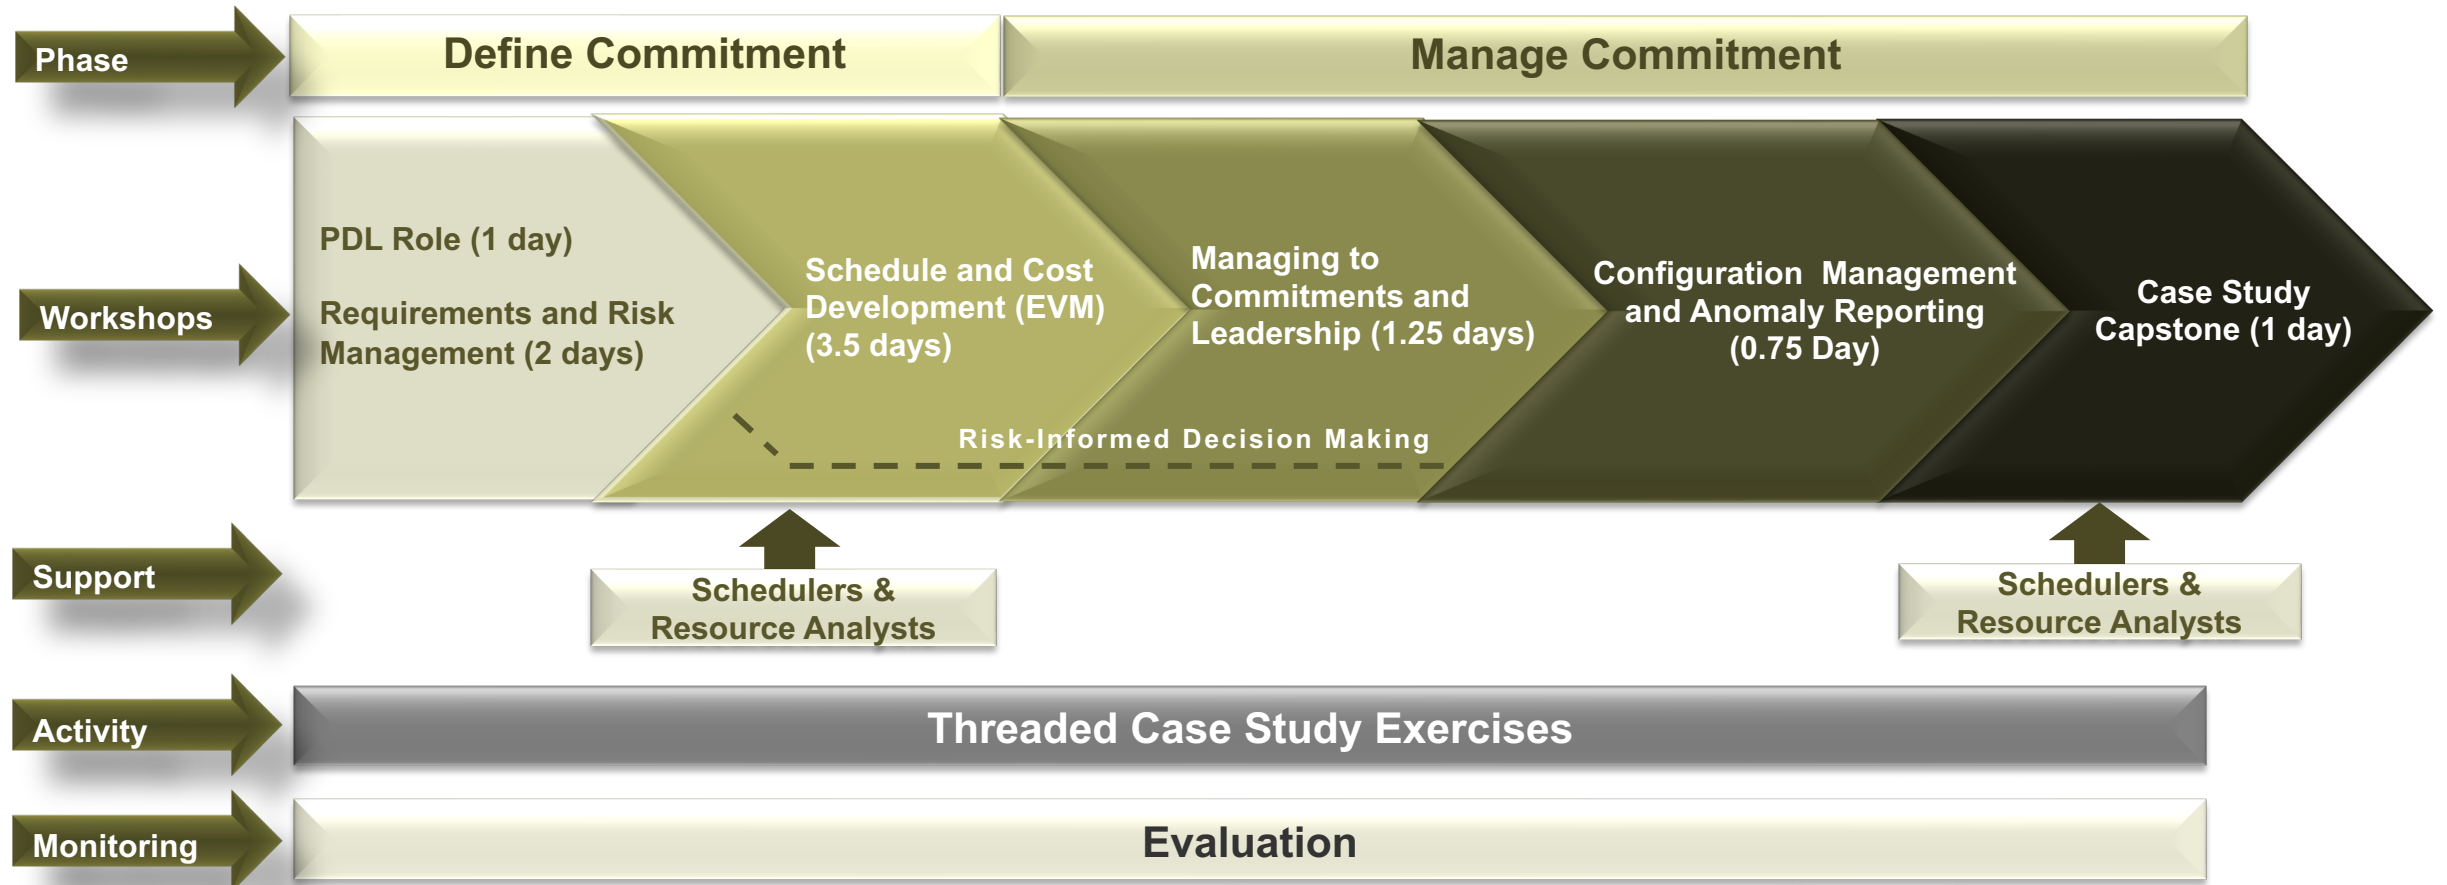 Phase
Define Commitment
Manage Commitment
Workshops
PDL Role (1 day)
Requirements and Risk
Management (2 days)
Schedule and Cost
Development (EVM)
(3.5 days)
Managing to
Commitments and
Leadership (1.25 days)
Configuration  Management
and Anomaly Reporting
(0.75 Day)
Case Study
Capstone (1 day)
Risk-Informed Decision Making
Support
Schedulers &
Resource Analysts
Schedulers &
Resource Analysts
Activity
Threaded Case Study Exercises
Monitoring
Evaluation